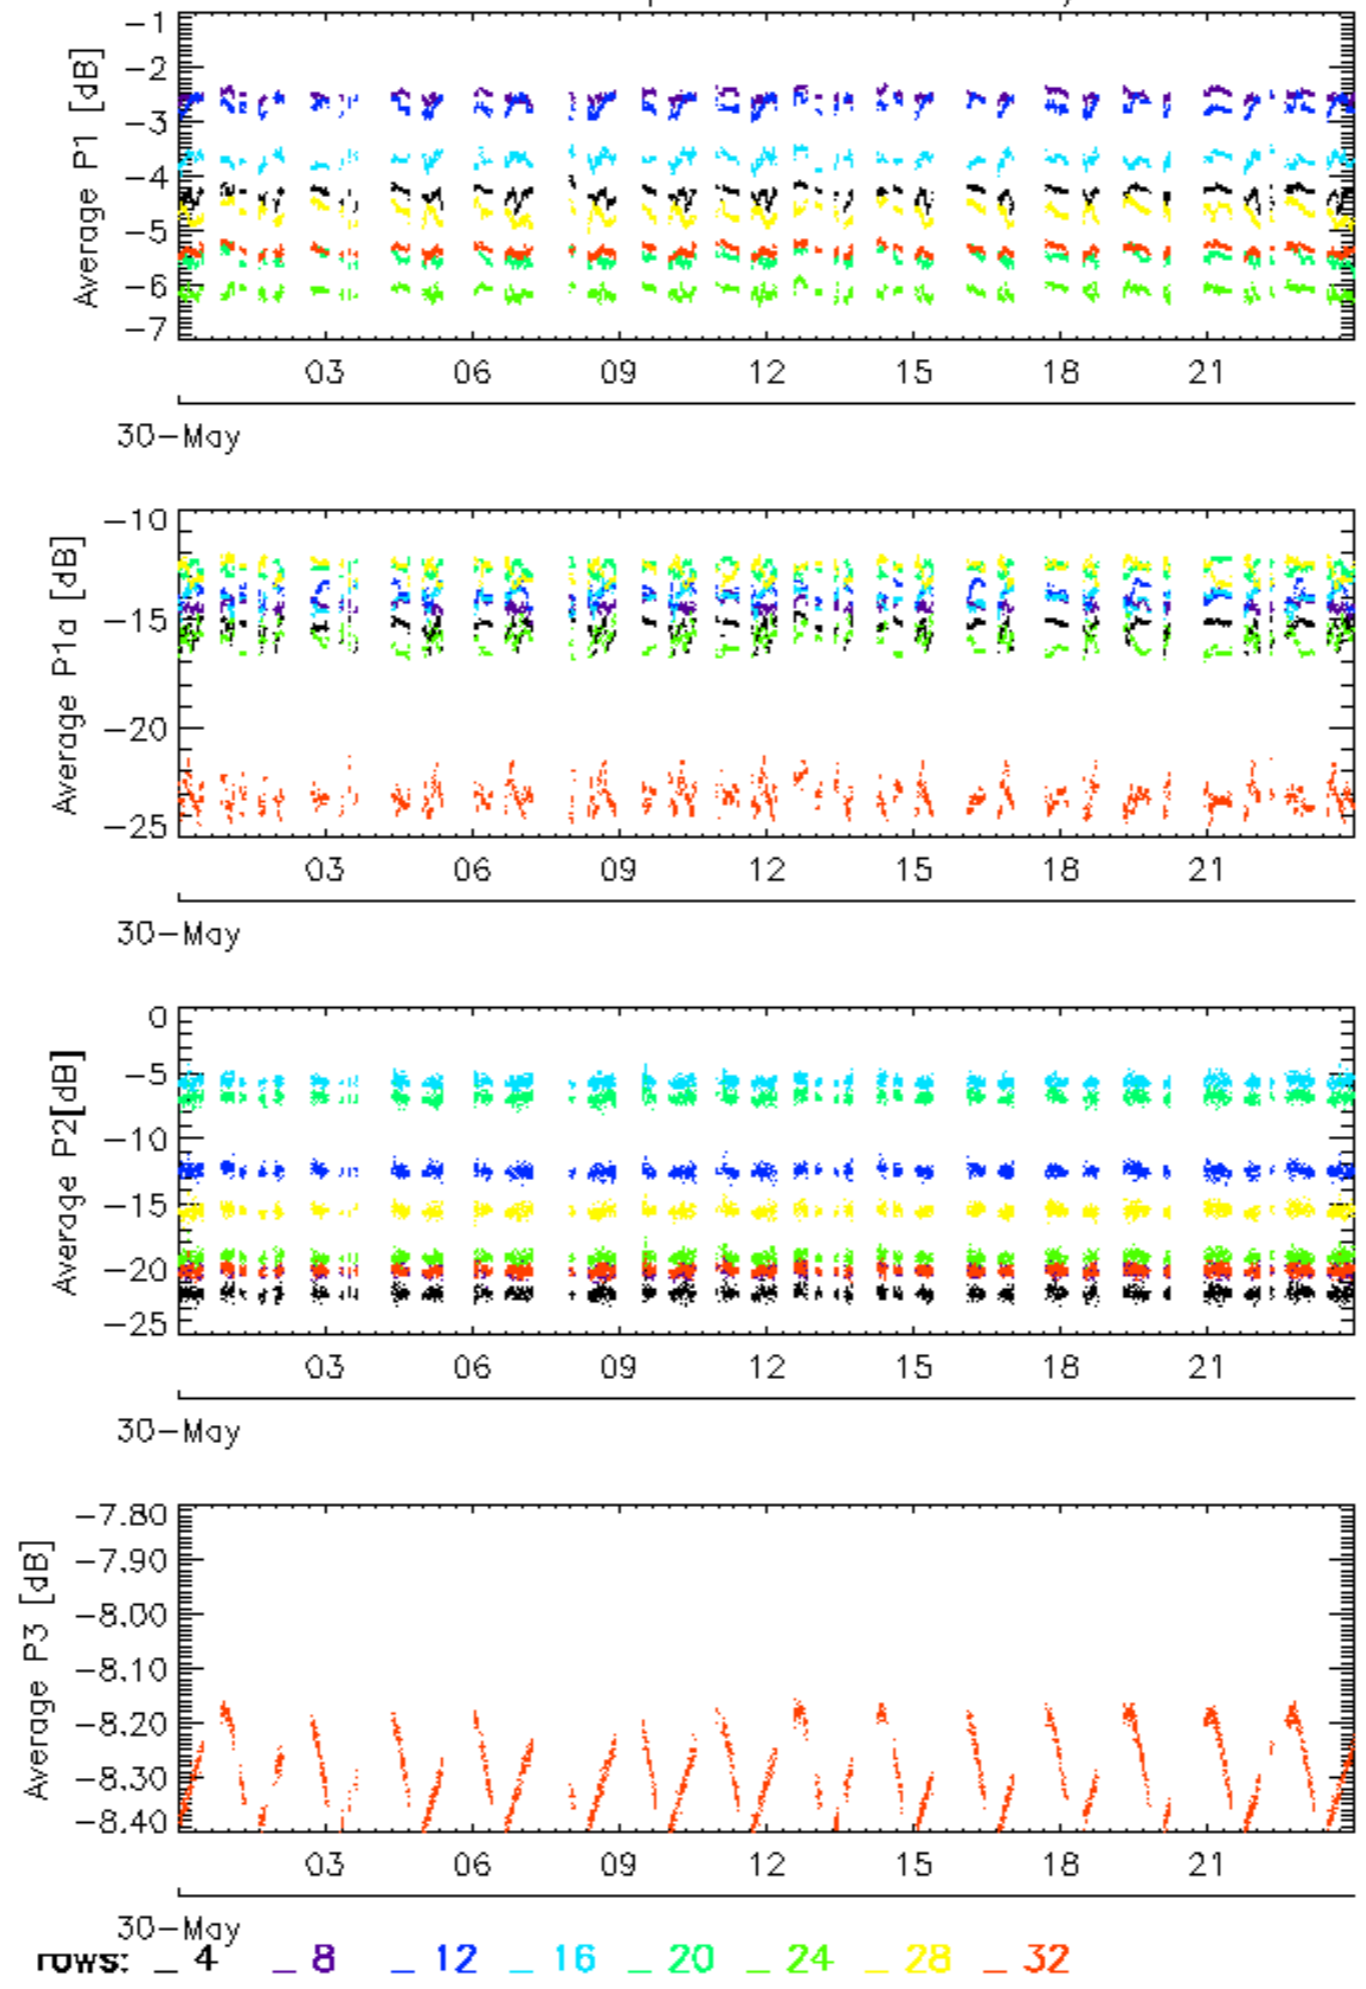 Average P1 [dB]
-1
-2
-3
-4
-5
-6
-7
03 06 09 12 15 18 21
30-May
Average P1a [dB]
-10
-15
-20
-25
03 06 09 12 15 18 21
30-May
Average P2[dB]
0
-5
-10
-15
-20
-25
03 06 09 12 15 18 21
30-May
Average P3 [dB]
-7.80
-7.90
-8.00
-8.10
-8.20
-8.30
-8.40
03 06 09 12 15 18 21
30-May
rows: _ 4 _ 8 _ 12 _ 16 _ 20 _ 24 _ 28 _ 32